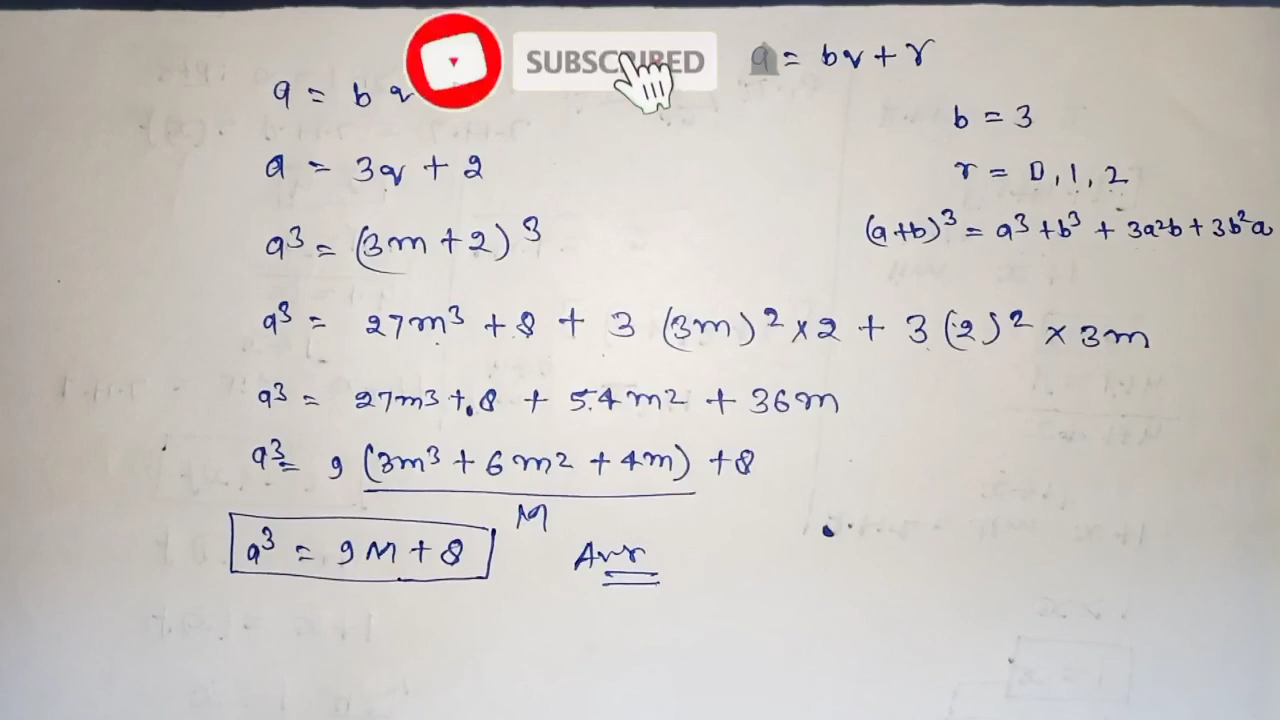 SUBSCRIBED
a = bq + r
a = bq
b = 3
a = 3q + 2
r = 0, 1, 2
a³ = (3m + 2)³
(a+b)³ = a³ + b³ + 3a²b + 3b²a
a³ = 27m³ + 8 + 3 (3m)² × 2 + 3 (2)² × 3m
a³ = 27m³ + 8 + 54m² + 36m
a³ = 9 (3m³ + 6m² + 4m) + 8
M
a³ = 9M + 8
Ans